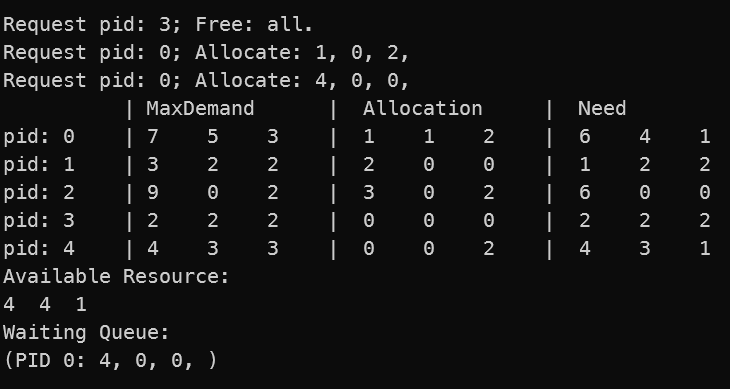 Request pid: 3; Free: all.
Request pid: 0; Allocate: 1, 0, 2,
Request pid: 0; Allocate: 4, 0, 0,
          | MaxDemand      |  Allocation     |  Need
pid: 0    | 7    5    3    |  1    1    2    |  6    4    1
pid: 1    | 3    2    2    |  2    0    0    |  1    2    2
pid: 2    | 9    0    2    |  3    0    2    |  6    0    0
pid: 3    | 2    2    2    |  0    0    0    |  2    2    2
pid: 4    | 4    3    3    |  0    0    2    |  4    3    1
Available Resource:
4  4  1
Waiting Queue:
(PID 0: 4, 0, 0, )